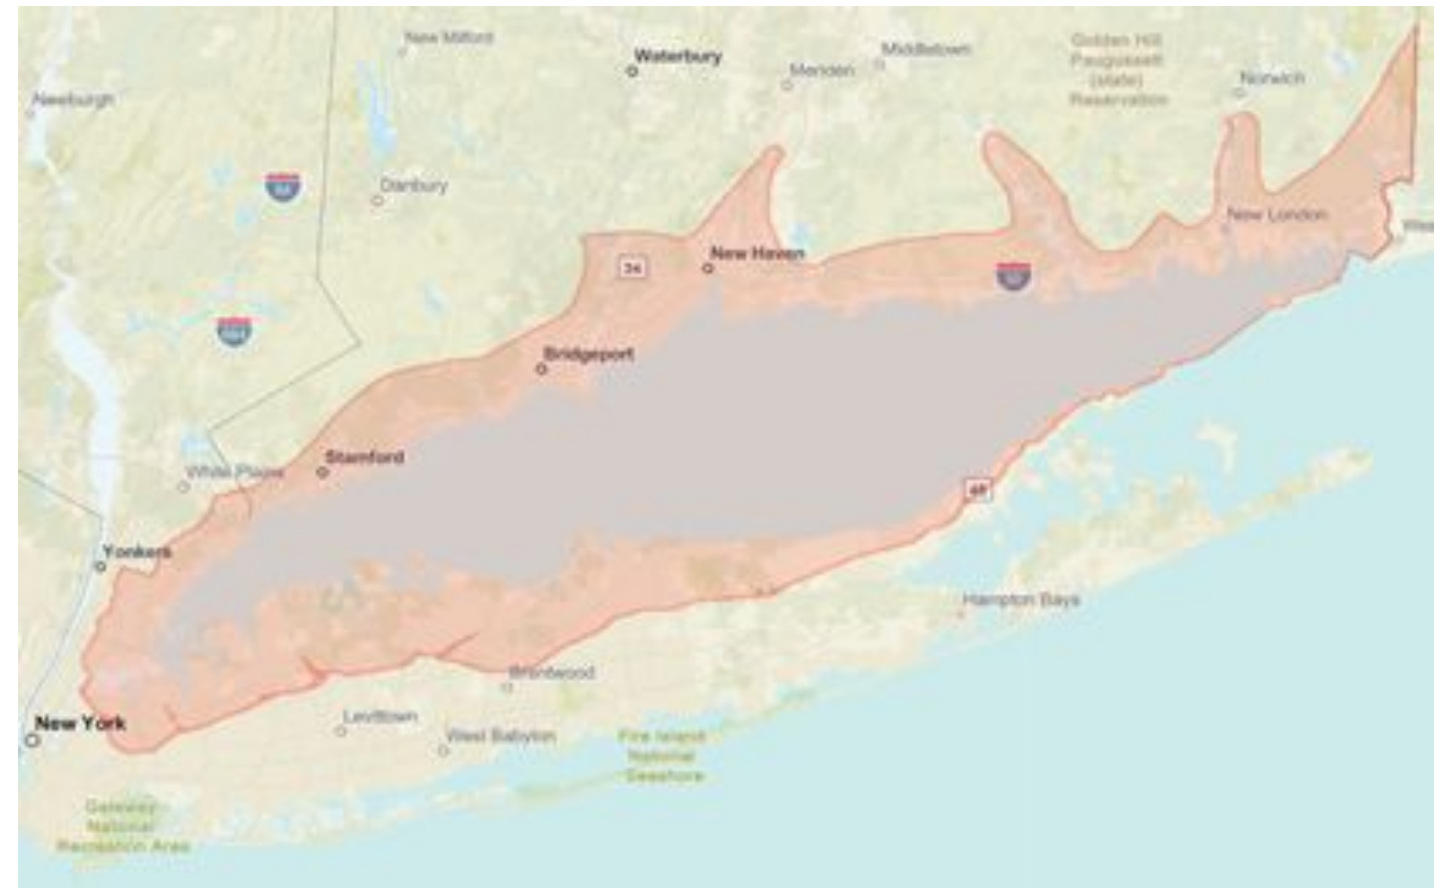 New Milford
Waterbury
Middletown
Meriden
Golden Hill
Paugussett
(state)
Reservation
Norwich
Newburgh
84
Danbury
New London
New Haven
34
Bridgeport
Stamford
White Plains
Yonkers
Hampton Bays
Brentwood
New York
Levittown
West Babylon
Fire Island
National
Seashore
Gateway
National
Recreation Area